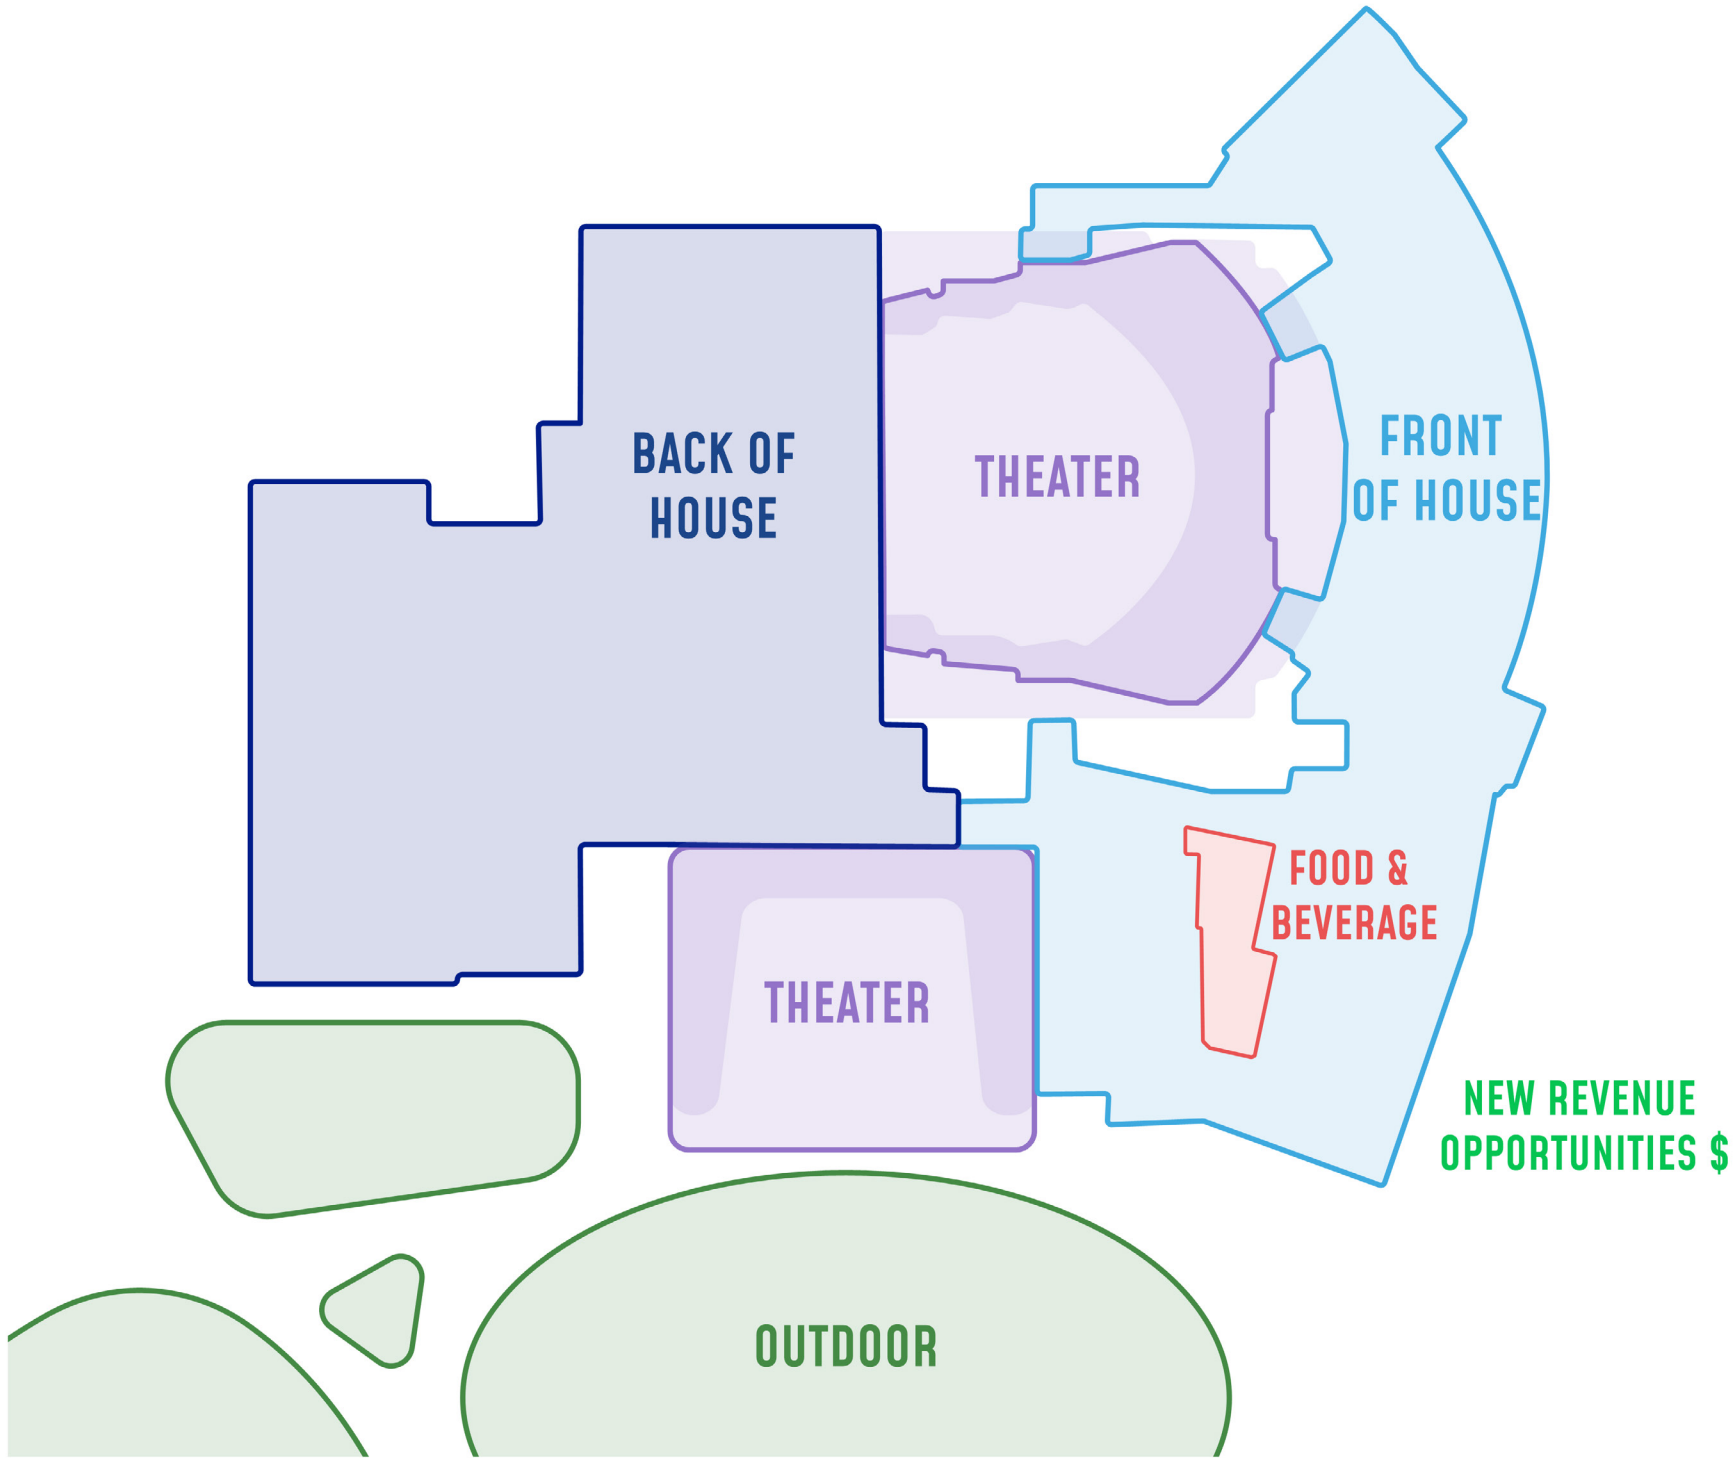 BACK OF
HOUSE
THEATER
FRONT
OF HOUSE
FOOD &
BEVERAGE
THEATER
NEW REVENUE
OPPORTUNITIES $
OUTDOOR